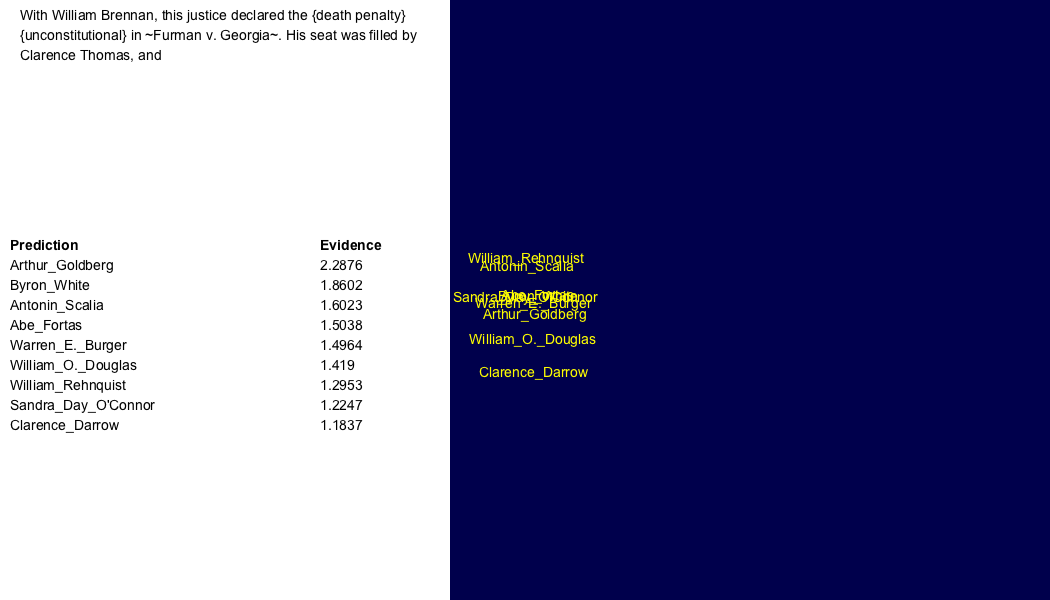 With William Brennan, this justice declared the {death penalty}
{unconstitutional} in ~Furman v. Georgia~. His seat was filled by
Clarence Thomas, and
Prediction Evidence
Arthur_Goldberg 2.2876
Byron_White 1.8602
Antonin_Scalia 1.6023
Abe_Fortas 1.5038
Warren_E._Burger 1.4964
William_O._Douglas 1.419
William_Rehnquist 1.2953
Sandra_Day_O'Connor 1.2247
Clarence_Darrow 1.1837
William_Rehnquist
Antonin_Scalia
Abe_Fortas
Sandra_Day_O'Connor
Warren_E._Burger
Arthur_Goldberg
William_O._Douglas
Clarence_Darrow